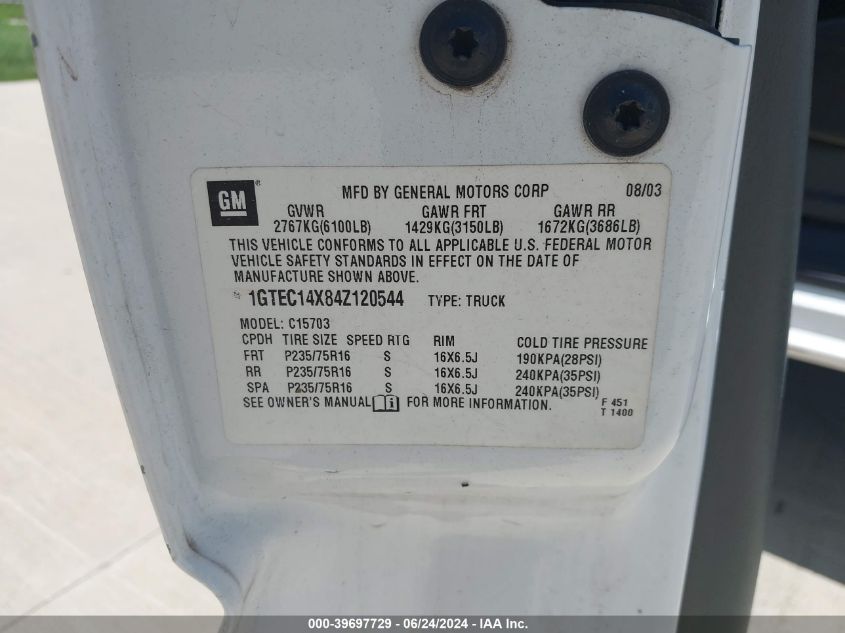 GM ® MFD BY GENERAL MOTORS CORP 08/03
GVWR GAWR FRT GAWR RR
2767KG(6100LB) 1429KG(3150LB) 1672KG(3686LB)
THIS VEHICLE CONFORMS TO ALL APPLICABLE U.S. FEDERAL MOTOR
VEHICLE SAFETY STANDARDS IN EFFECT ON THE DATE OF
MANUFACTURE SHOWN ABOVE.
* 1GTEC14X84Z120544 TYPE: TRUCK
MODEL: C15703
CPDH TIRE SIZE SPEED RTG RIM COLD TIRE PRESSURE
FRT P235/75R16 S 16X6.5J 190KPA(28PSI)
RR P235/75R16 S 16X6.5J 240KPA(35PSI)
SPA P235/75R16 S 16X6.5J 240KPA(35PSI)
SEE OWNER'S MANUAL i FOR MORE INFORMATION. F 451
T 1400
000-39697729 - 06/24/2024 - IAA Inc.